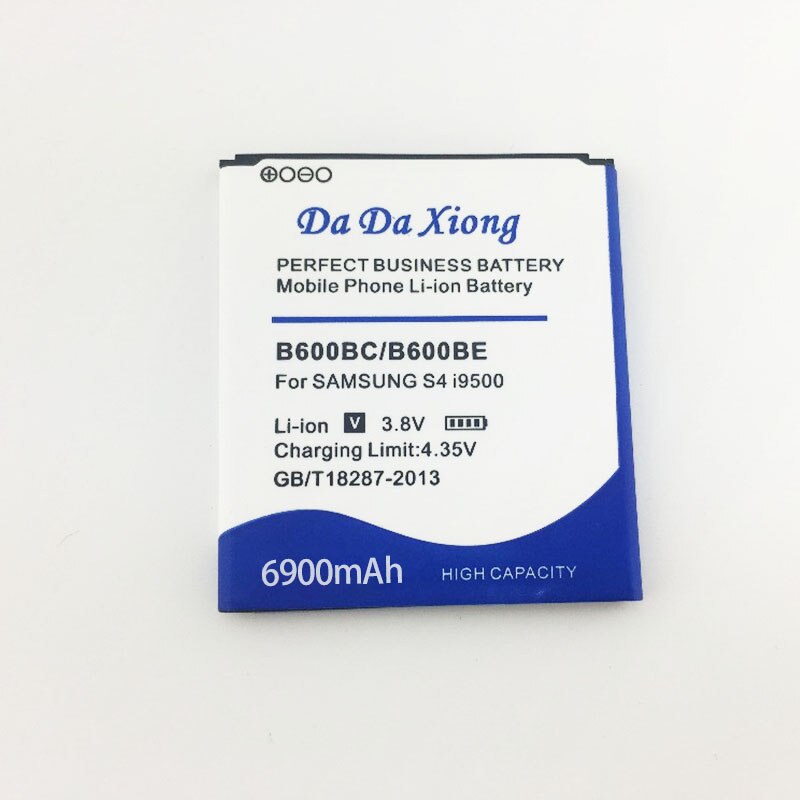 ⊕○⊖○
Da Da Xiong
PERFECT BUSINESS BATTERY
Mobile Phone Li-ion Battery
B600BC/B600BE
For SAMSUNG S4 i9500
Li-ion V 3.8V
Charging Limit:4.35V
GB/T18287-2013
6900mAh HIGH CAPACITY